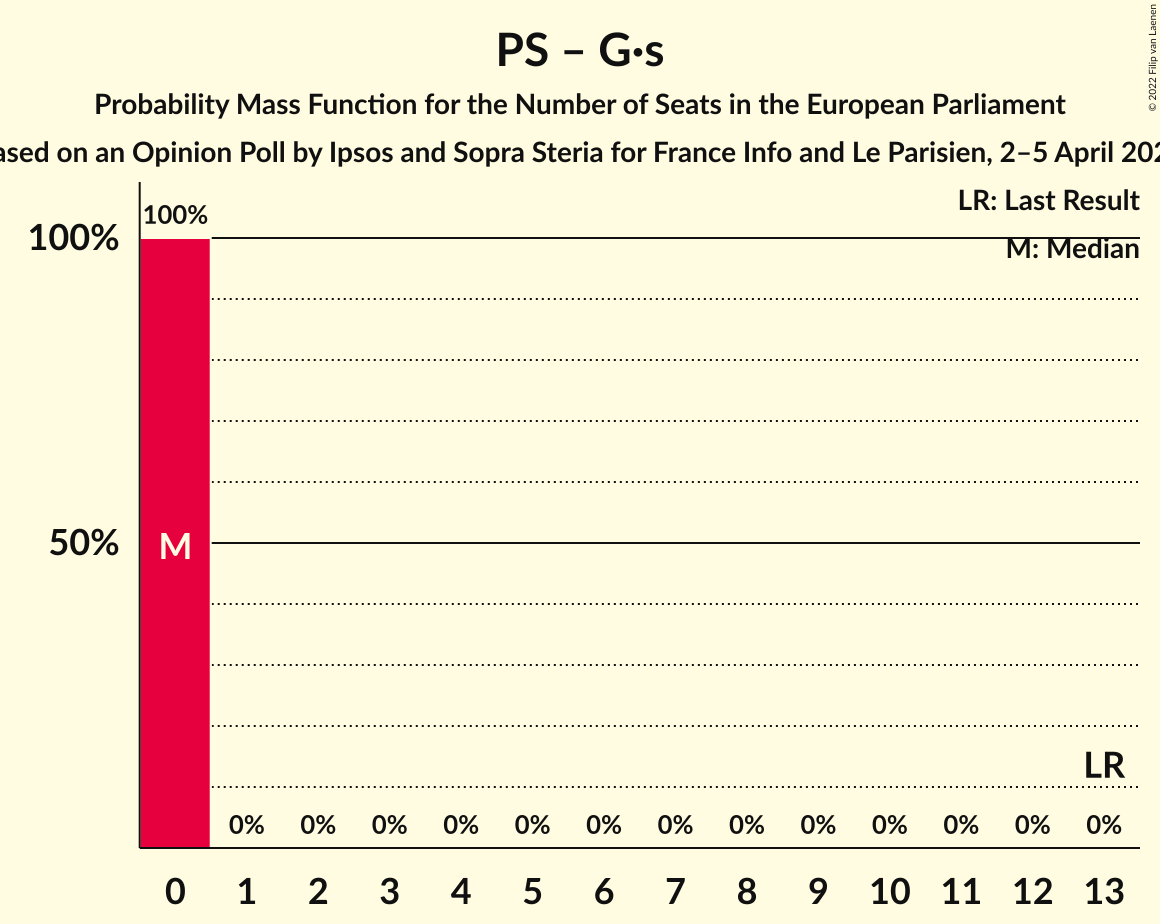 PS – G·s
Probability Mass Function for the Number of Seats in the European Parliament
ased on an Opinion Poll by Ipsos and Sopra Steria for France Info and Le Parisien, 2–5 April 202
© 2022 Filip van Laenen
LR: Last Result
M: Median
100%
100%
50%
M
LR
0% 0% 0% 0% 0% 0% 0% 0% 0% 0% 0% 0% 0%
0 1 2 3 4 5 6 7 8 9 10 11 12 13